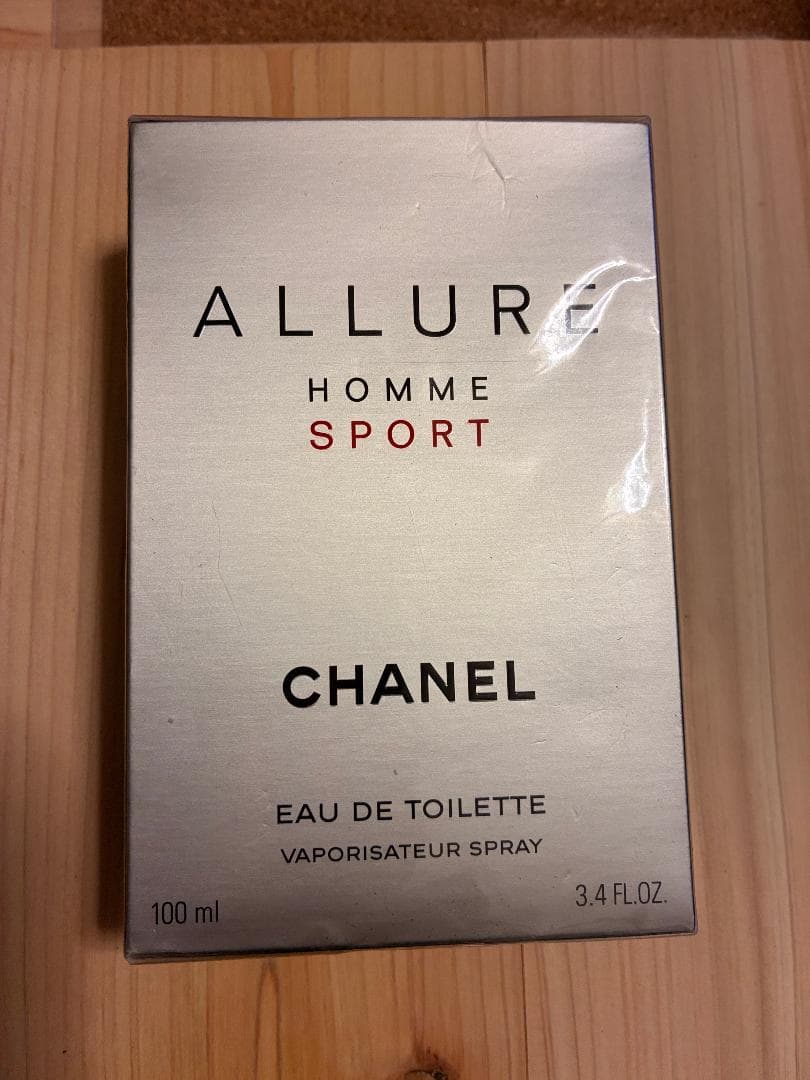 ALLURE
HOMME
SPORT
CHANEL
EAU DE TOILETTE
VAPORISATEUR SPRAY
100 ml
3.4 FL.OZ.